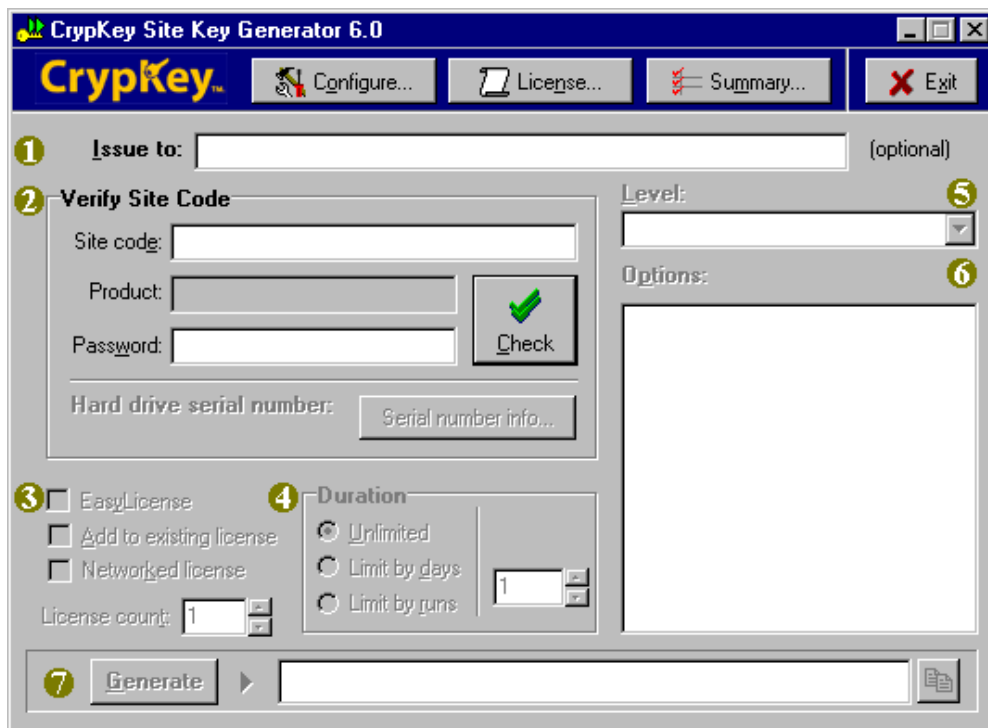 CrypKey Site Key Generator 6.0
CrypKey™ Configure... License... Summary... Exit
1 Issue to: (optional)
2 Verify Site Code
Site code:
Product:
Password:
Check
Hard drive serial number: Serial number info...
Level: 5
Options: 6
3 EasyLicense
Add to existing license
Networked license
License count: 1
4 Duration
Unlimited
Limit by days
Limit by runs
1
7 Generate